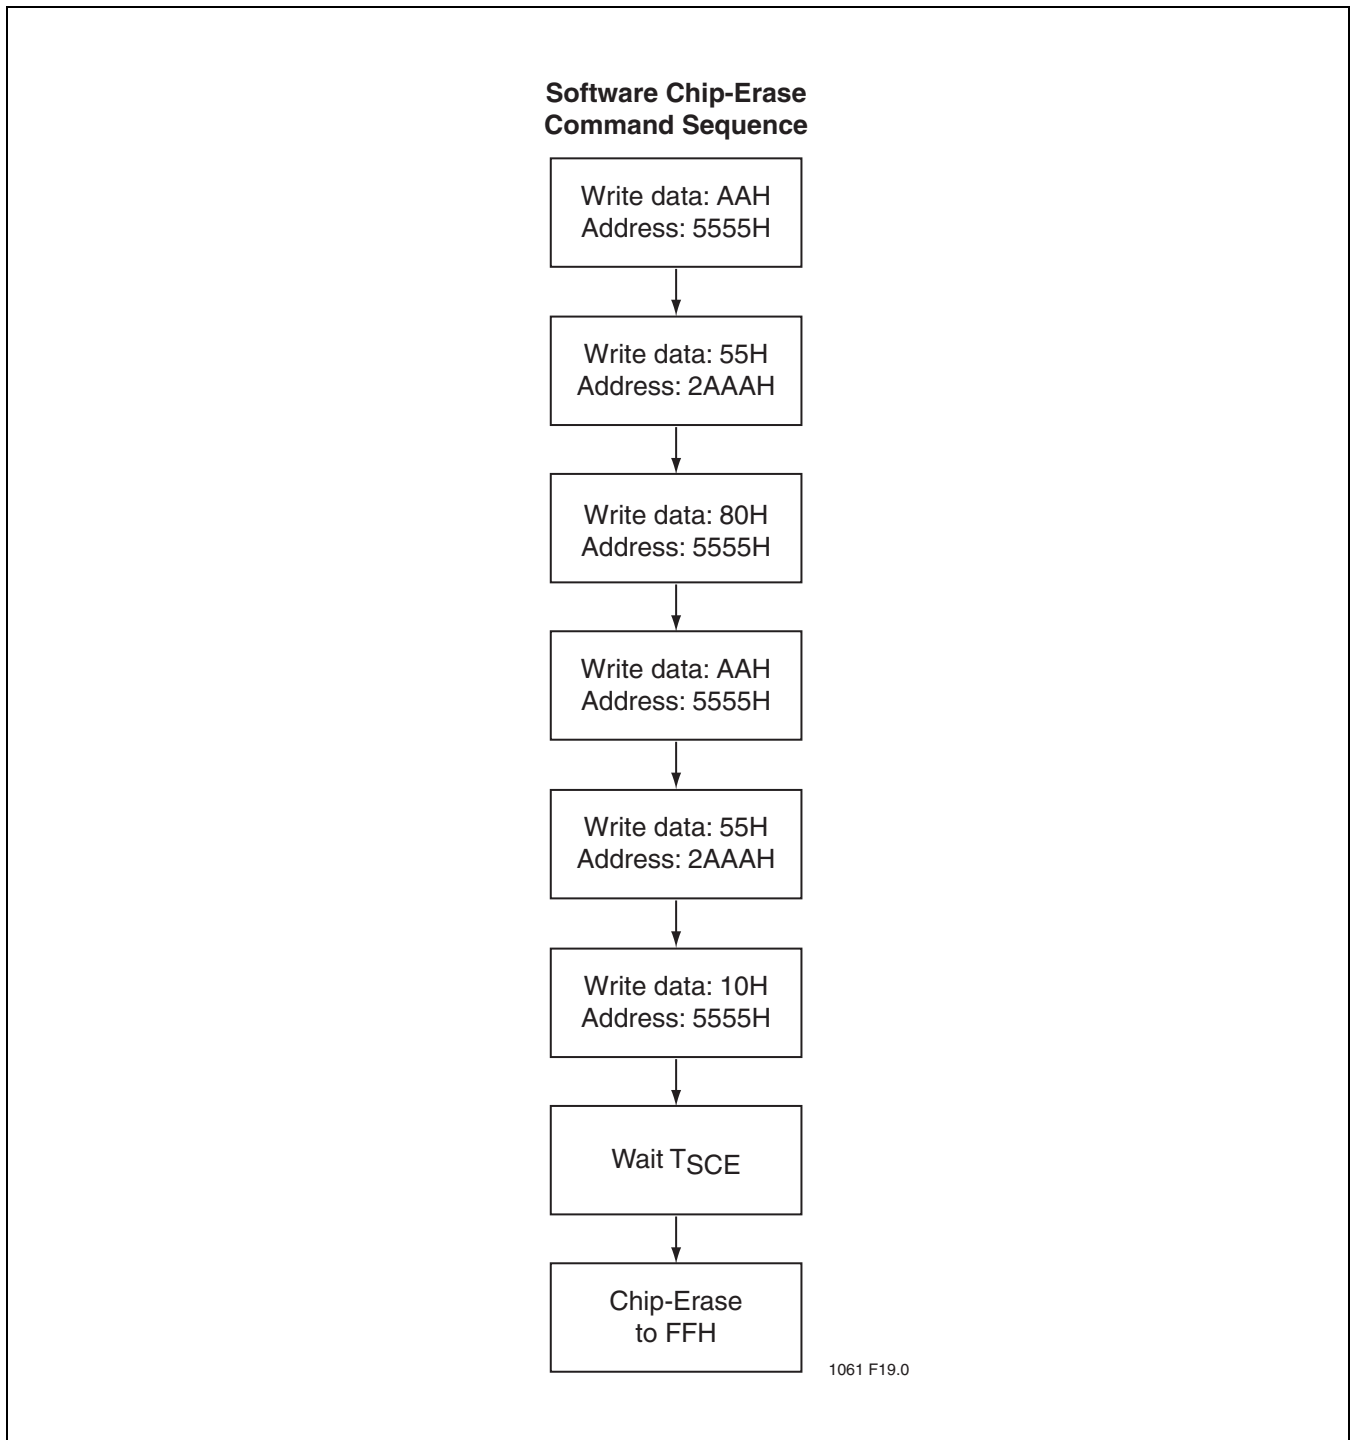 Software Chip-Erase
Command Sequence
Write data: AAH
Address: 5555H
Write data: 55H
Address: 2AAAH
Write data: 80H
Address: 5555H
Write data: AAH
Address: 5555H
Write data: 55H
Address: 2AAAH
Write data: 10H
Address: 5555H
Wait TSCE
Chip-Erase
to FFH
1061 F19.0